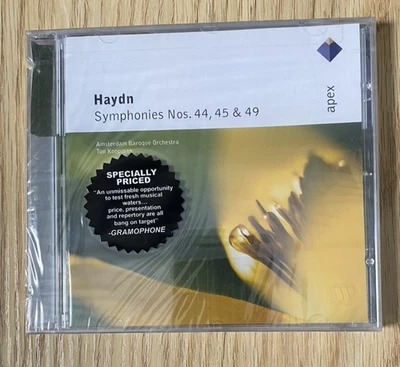 Haydn
Symphonies Nos. 44, 45 & 49
apex
Amsterdam Baroque Orchestra
Ton Koopman
SPECIALLY
PRICED
"An unmissable opportunity
to test fresh musical
waters...
price, presentation
and repertory are all
bang on target"
-GRAMOPHONE